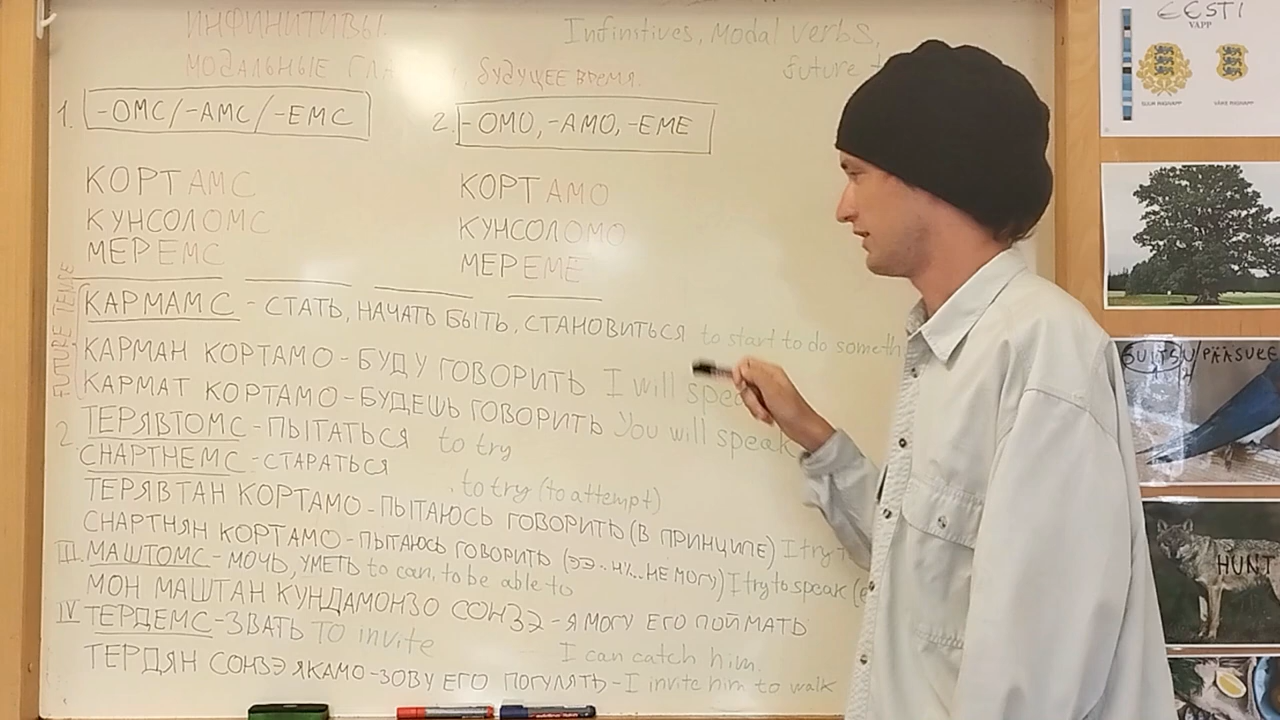 ИНФИНИТИВЫ. Infinitives, Modal verbs,
МОДАЛЬНЫЕ БУДУЩЕЕ ВРЕМЯ. future
1. -ОМС/-АМС/-ЕМС
2. -ОМО, -АМО, -ЕМЕ
КОРТАМС КОРТАМО
КУНСОЛОМС КУНСОЛОМО
МЕРЕМС МЕРЕМЕ
FUTURE TENSE
КАРМАМС - СТАТЬ, НАЧАТЬ БЫТЬ, СТАНОВИТЬСЯ to start to do someth
КАРМАН КОРТАМО - БУДУ ГОВОРИТЬ I will spea
КАРМАТ КОРТАМО - БУДЕШЬ ГОВОРИТЬ You will speak
2. ТЕРЯВТОМС - ПЫТАТЬСЯ to try
СНАРТНЕМС - СТАРАТЬСЯ to try (to attempt)
ТЕРЯВТАН КОРТАМО - ПЫТАЮСЬ ГОВОРИТЬ (В ПРИНЦИПЕ) I try
СНАРТНЯН КОРТАМО - ПЫТАЮСЬ ГОВОРИТЬ (ЭЭ... Ы... НЕ МОГУ) I try to speak (e
III. МАШТОМС - МОЧЬ, УМЕТЬ to can, to be able to
МОН МАШТАН КУНДАМОНЗО СОНЗЭ - Я МОГУ ЕГО ПОЙМАТЬ
I can catch him.
IV ТЕРДЕМС - ЗВАТЬ TO invite
ТЕРДЯН СОНЗЭ ЯКАМО - ЗОВУ ЕГО ПОГУЛЯТЬ - I invite him to walk
EESTI
VAPP
SUUR RIIGIVAPP VÄIKE RIIGIVAPP
SUITSU/PÄÄSUKE
HUNT